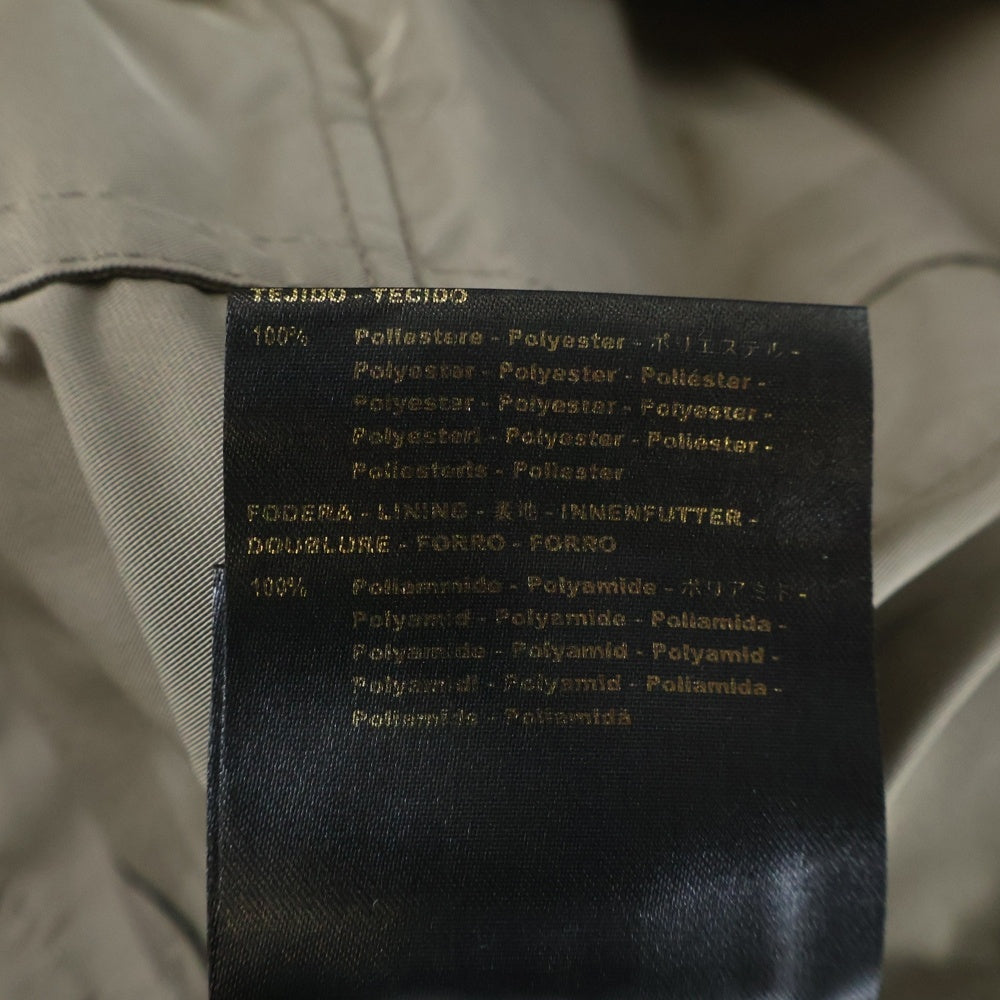 TEJIDO - TECIDO
100% Poliestere - Polyester - ポリエステル -
Polyester - Polyester - Poliéster -
Polyester - Polyester - Polyester -
Polyesteri - Polyester - Poliéster -
Poliesteris - Poliester
FODERA - LINING - 裏地 - INNENFUTTER -
DOUBLURE - FORRO - FORRO
100% Poliammide - Polyamide - ポリアミド -
Polyamid - Polyamide - Poliamida -
Polyamide - Polyamid - Polyamid -
Polyamidi - Polyamid - Poliamida -
Poliamide - Poliamidă